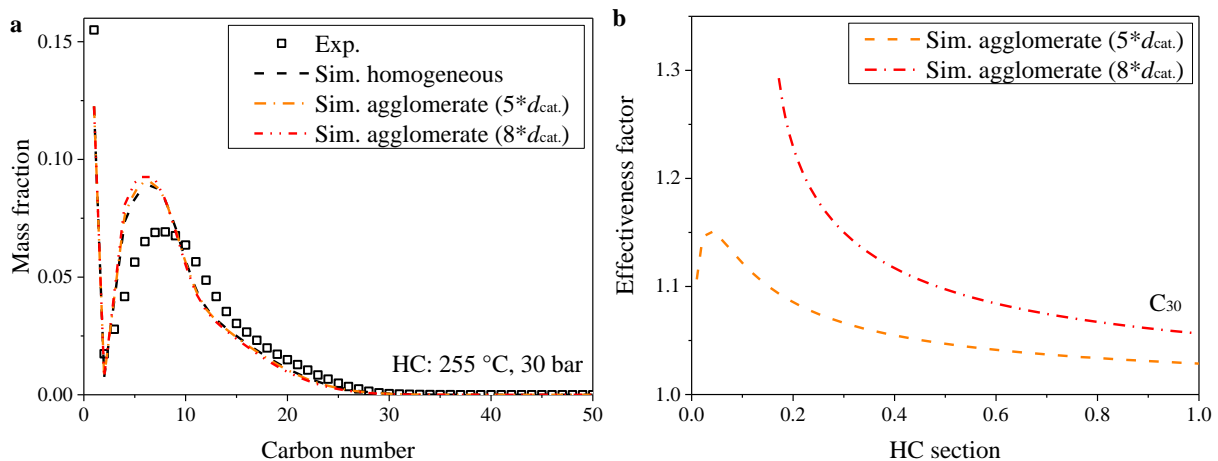 a
0.15
0.10
0.05
0.00
Mass fraction
Exp.
Sim. homogeneous
Sim. agglomerate (5*dcat.)
Sim. agglomerate (8*dcat.)
HC: 255 °C, 30 bar
0 10 20 30 40 50
Carbon number
b
1.3
1.2
1.1
1.0
Effectiveness factor
Sim. agglomerate (5*dcat.)
Sim. agglomerate (8*dcat.)
C30
0.0 0.2 0.4 0.6 0.8 1.0
HC section